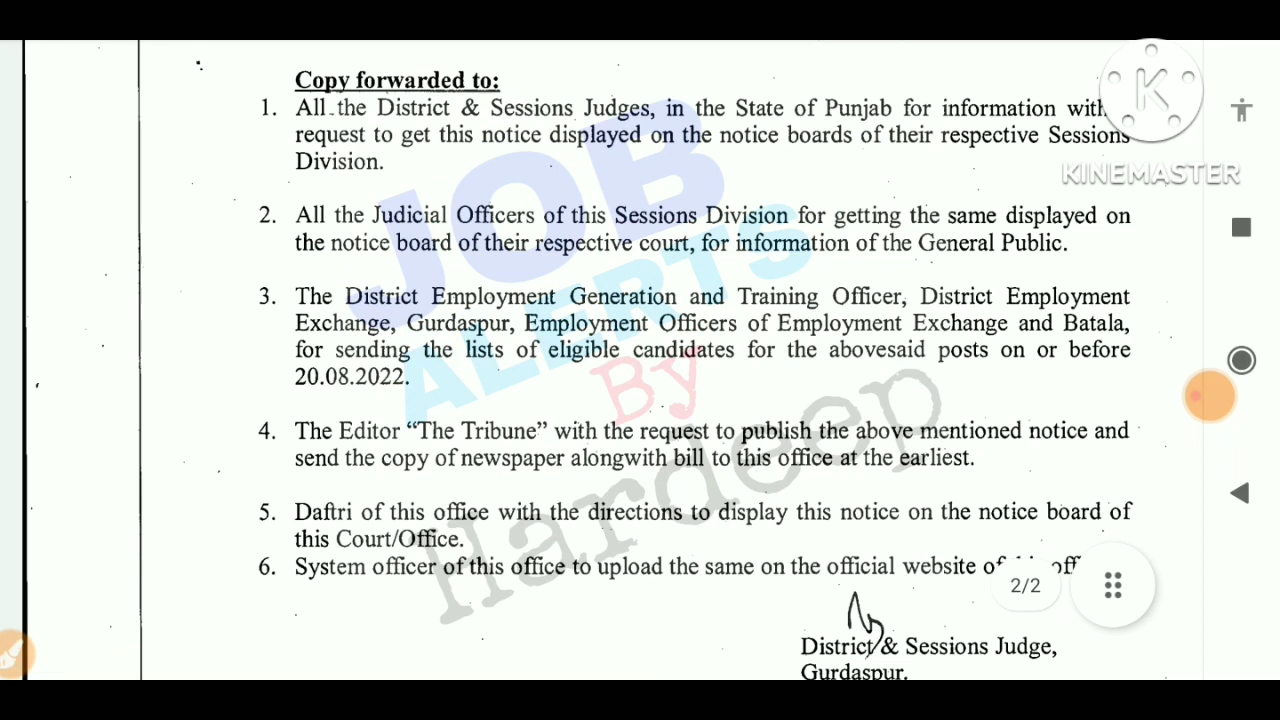 Copy forwarded to:
1. All the District & Sessions Judges, in the State of Punjab for information with
request to get this notice displayed on the notice boards of their respective Sessions
Division.
2. All the Judicial Officers of this Sessions Division for getting the same displayed on
the notice board of their respective court, for information of the General Public.
3. The District Employment Generation and Training Officer, District Employment
Exchange, Gurdaspur, Employment Officers of Employment Exchange and Batala,
for sending the lists of eligible candidates for the abovesaid posts on or before
20.08.2022.
4. The Editor “The Tribune” with the request to publish the above mentioned notice and
send the copy of newspaper alongwith bill to this office at the earliest.
5. Daftri of this office with the directions to display this notice on the notice board of
this Court/Office.
6. System officer of this office to upload the same on the official website of
2/2
District & Sessions Judge,
Gurdaspur.
JOB
ALERTS
By
Hardeep
K
KINEMASTER